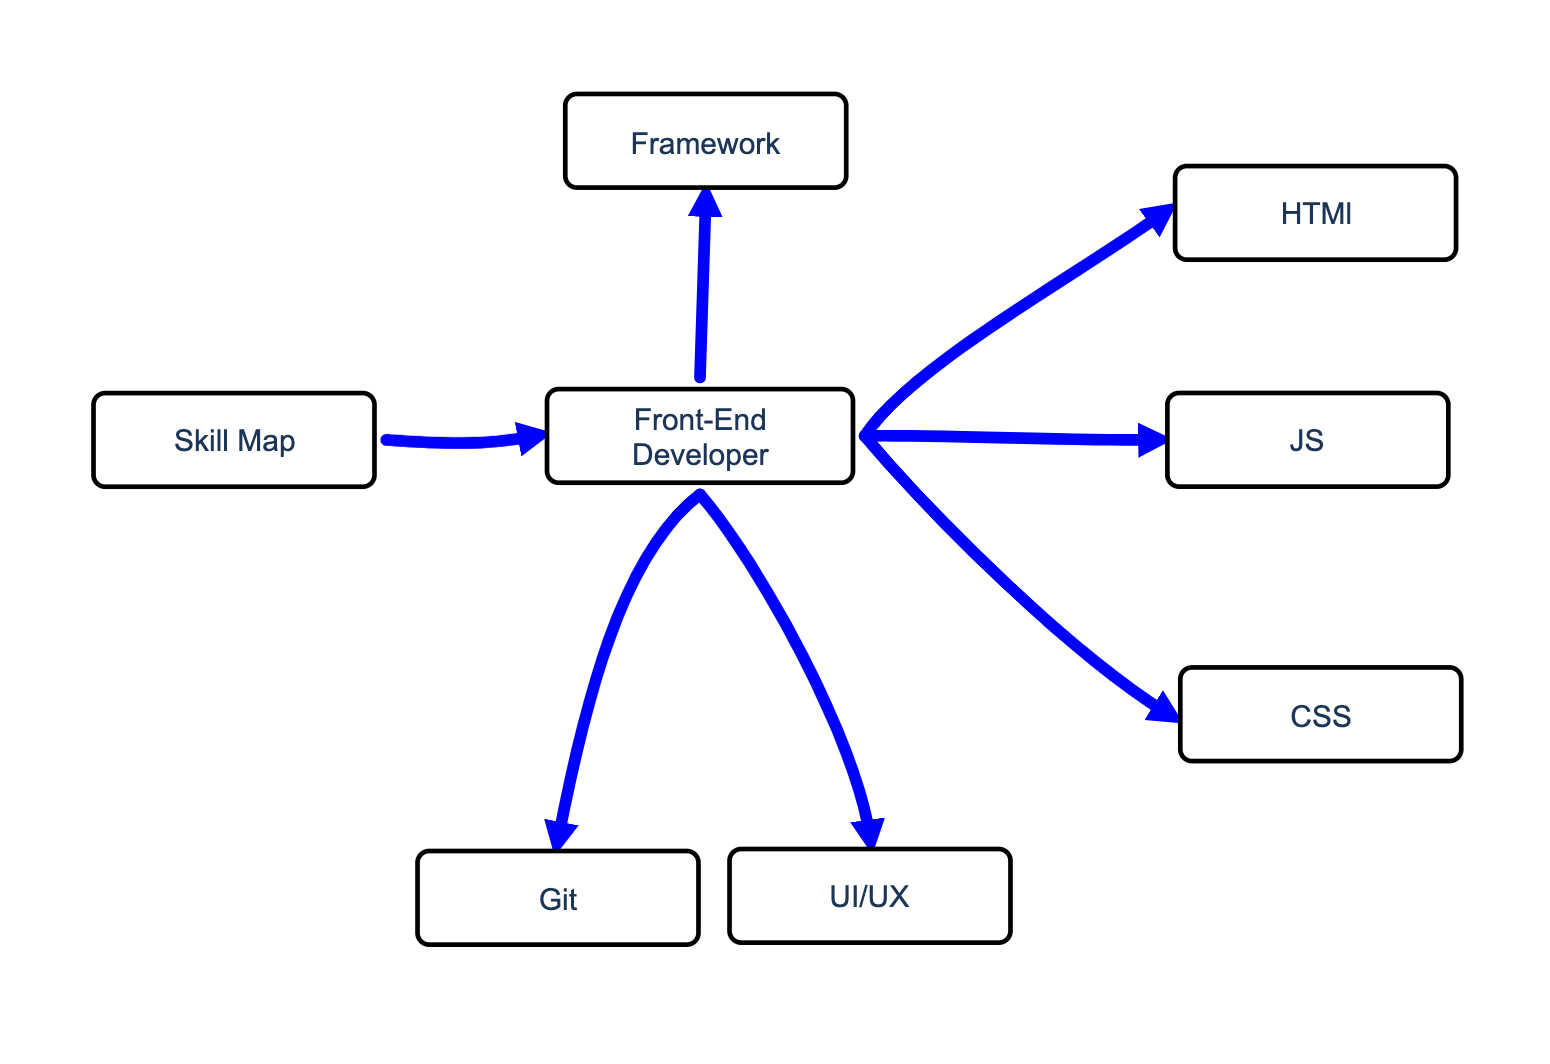 Framework
HTMl
Skill Map
Front-End
Developer
JS
CSS
Git
UI/UX